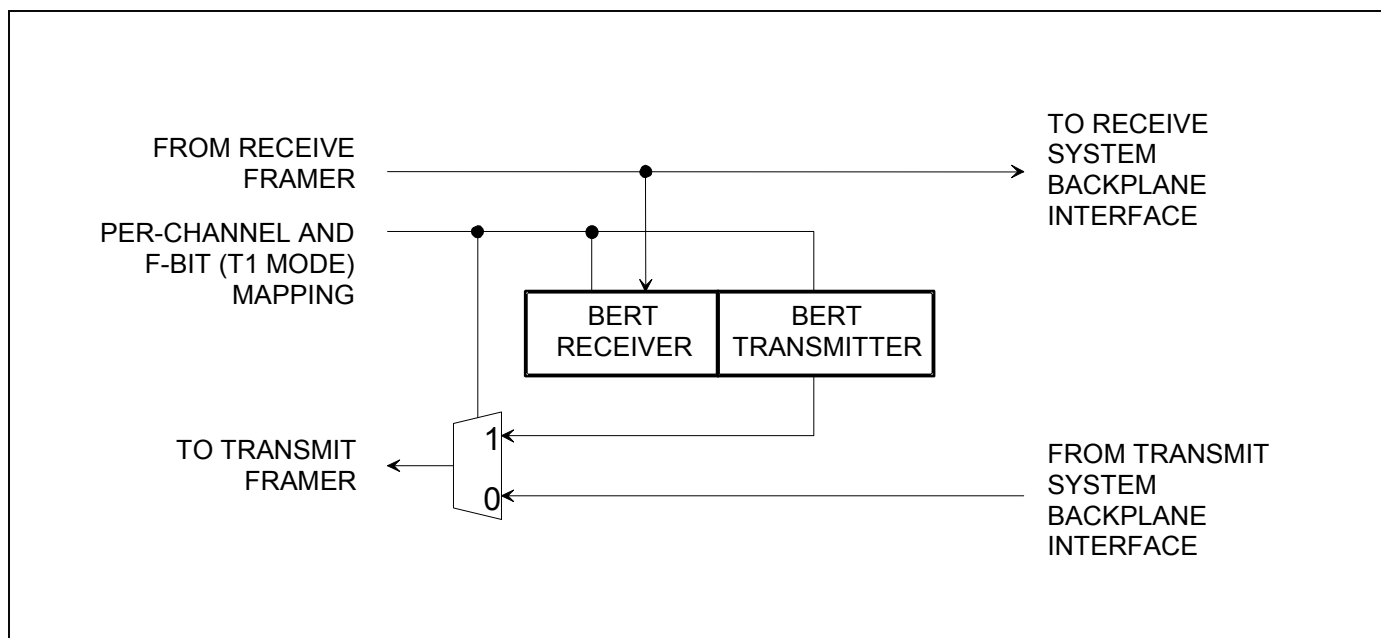 FROM RECEIVE
FRAMER
TO RECEIVE
SYSTEM
BACKPLANE
INTERFACE
PER-CHANNEL AND
F-BIT (T1 MODE)
MAPPING
BERT
RECEIVER
BERT
TRANSMITTER
1
0
TO TRANSMIT
FRAMER
FROM TRANSMIT
SYSTEM
BACKPLANE
INTERFACE